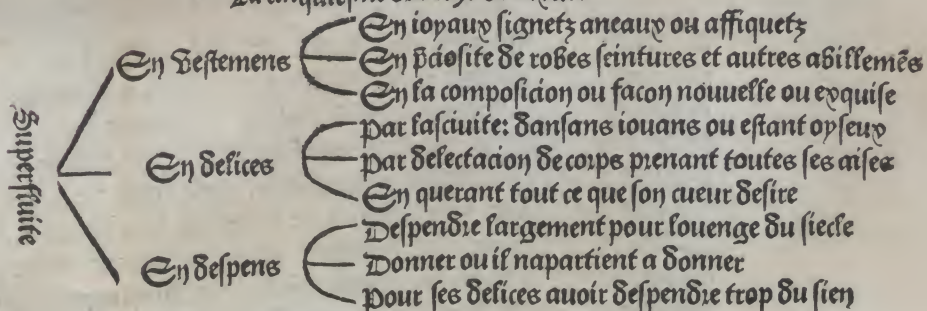 Superfluite
En vestemens
En ioyaux signetz aneaux ou affiquetz
En p̄ciosite de robes seintures et autres abillemēs
En la composicion ou facon nouuelle ou exquise
En delices
Par lasciuite: dansans iouans ou estant oyseux
Par delectacion de corps prenant toutes ses aises
En querant tout ce que son cueur desire
En despens
Despendre largement pour louenge du siecle
Donner ou il napartient a donner
Pour ses delices auoir despendre trop du sien